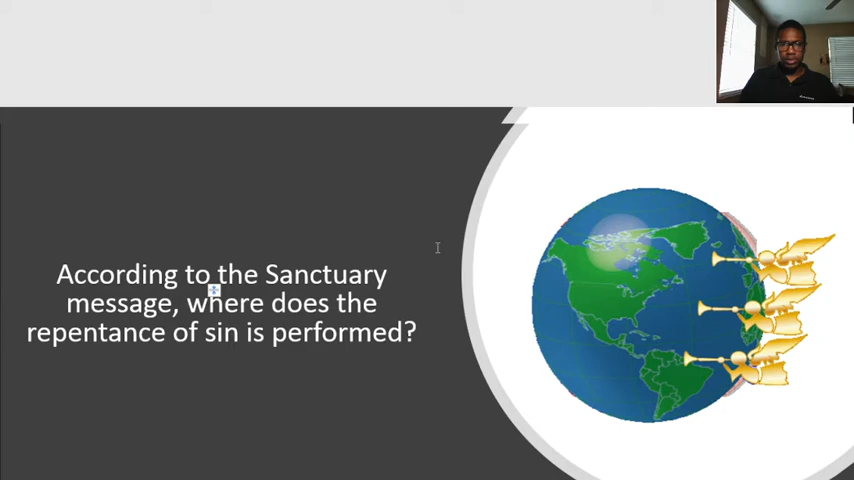 According to the Sanctuary
message, where does the
repentance of sin is performed?